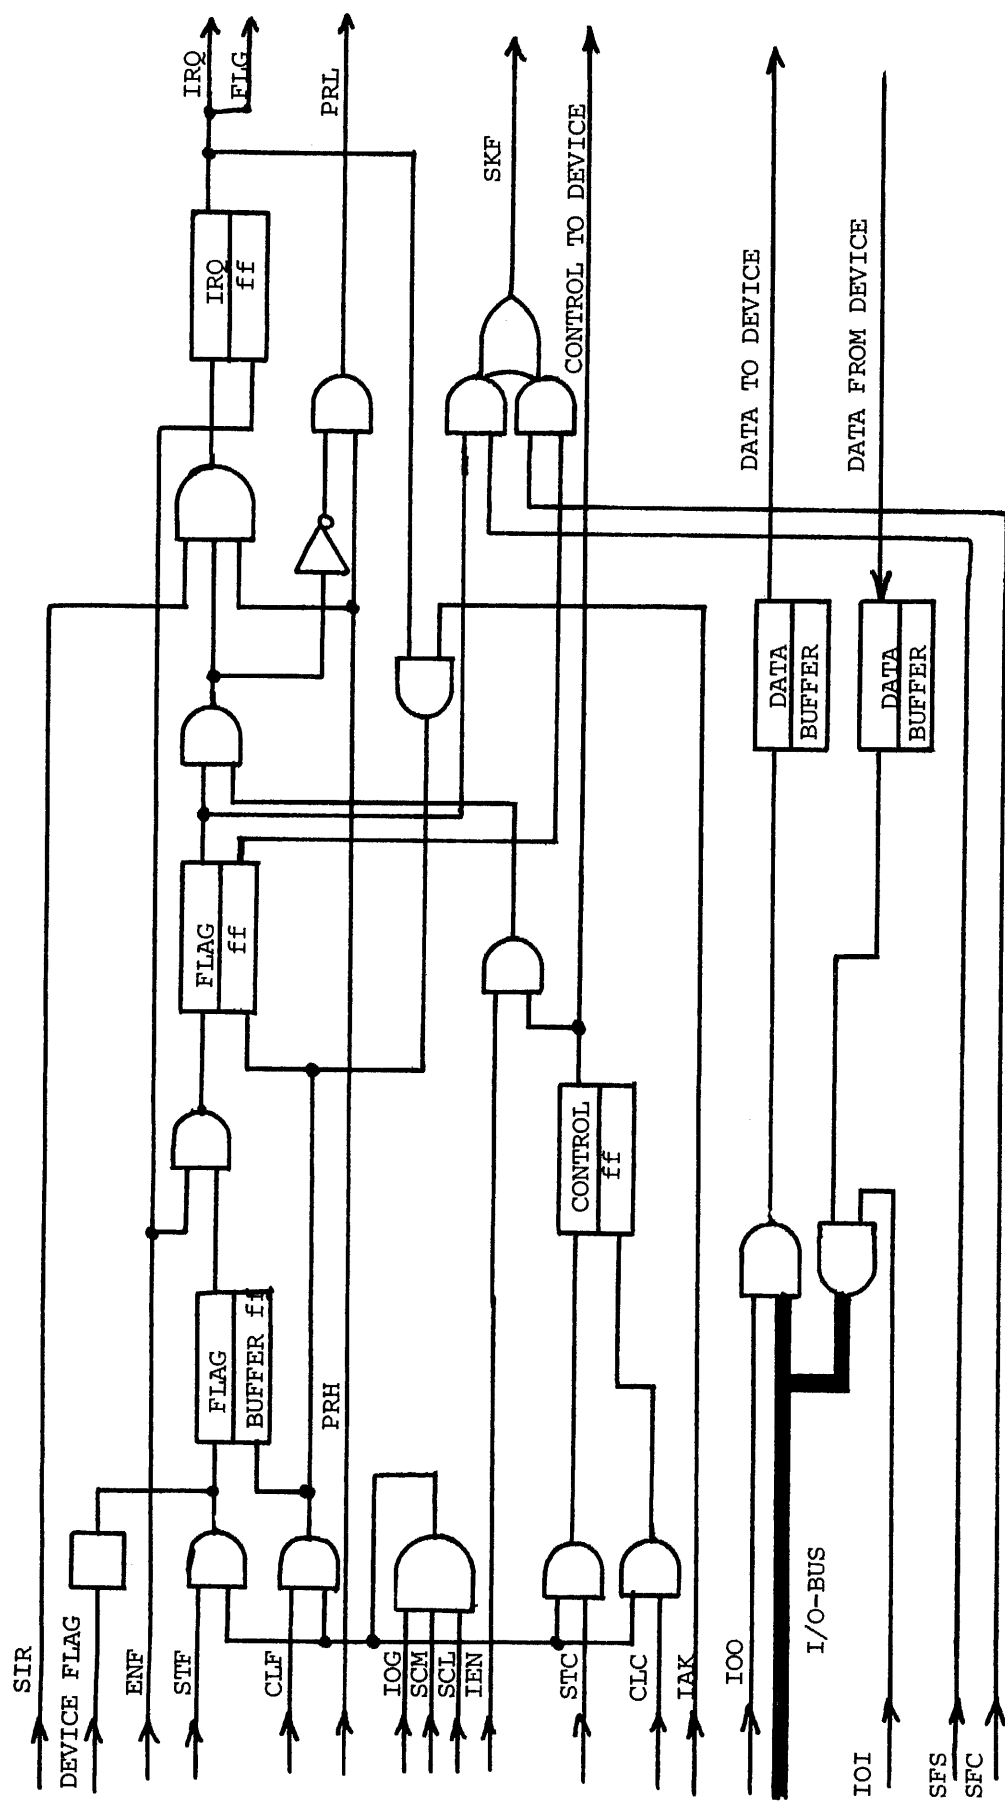 SIR
DEVICE FLAG
ENF
STF
CLF
PRH
IOG
SCM
SCL
IEN
STC
CLC
IAK
IOO
I/O-BUS
IOI
SFS
SFC
FLAG
BUFFER ff
FLAG
ff
CONTROL
ff
IRQ
ff
DATA
BUFFER
DATA
BUFFER
IRQ
FLG
PRL
SKF
CONTROL TO DEVICE
DATA TO DEVICE
DATA FROM DEVICE